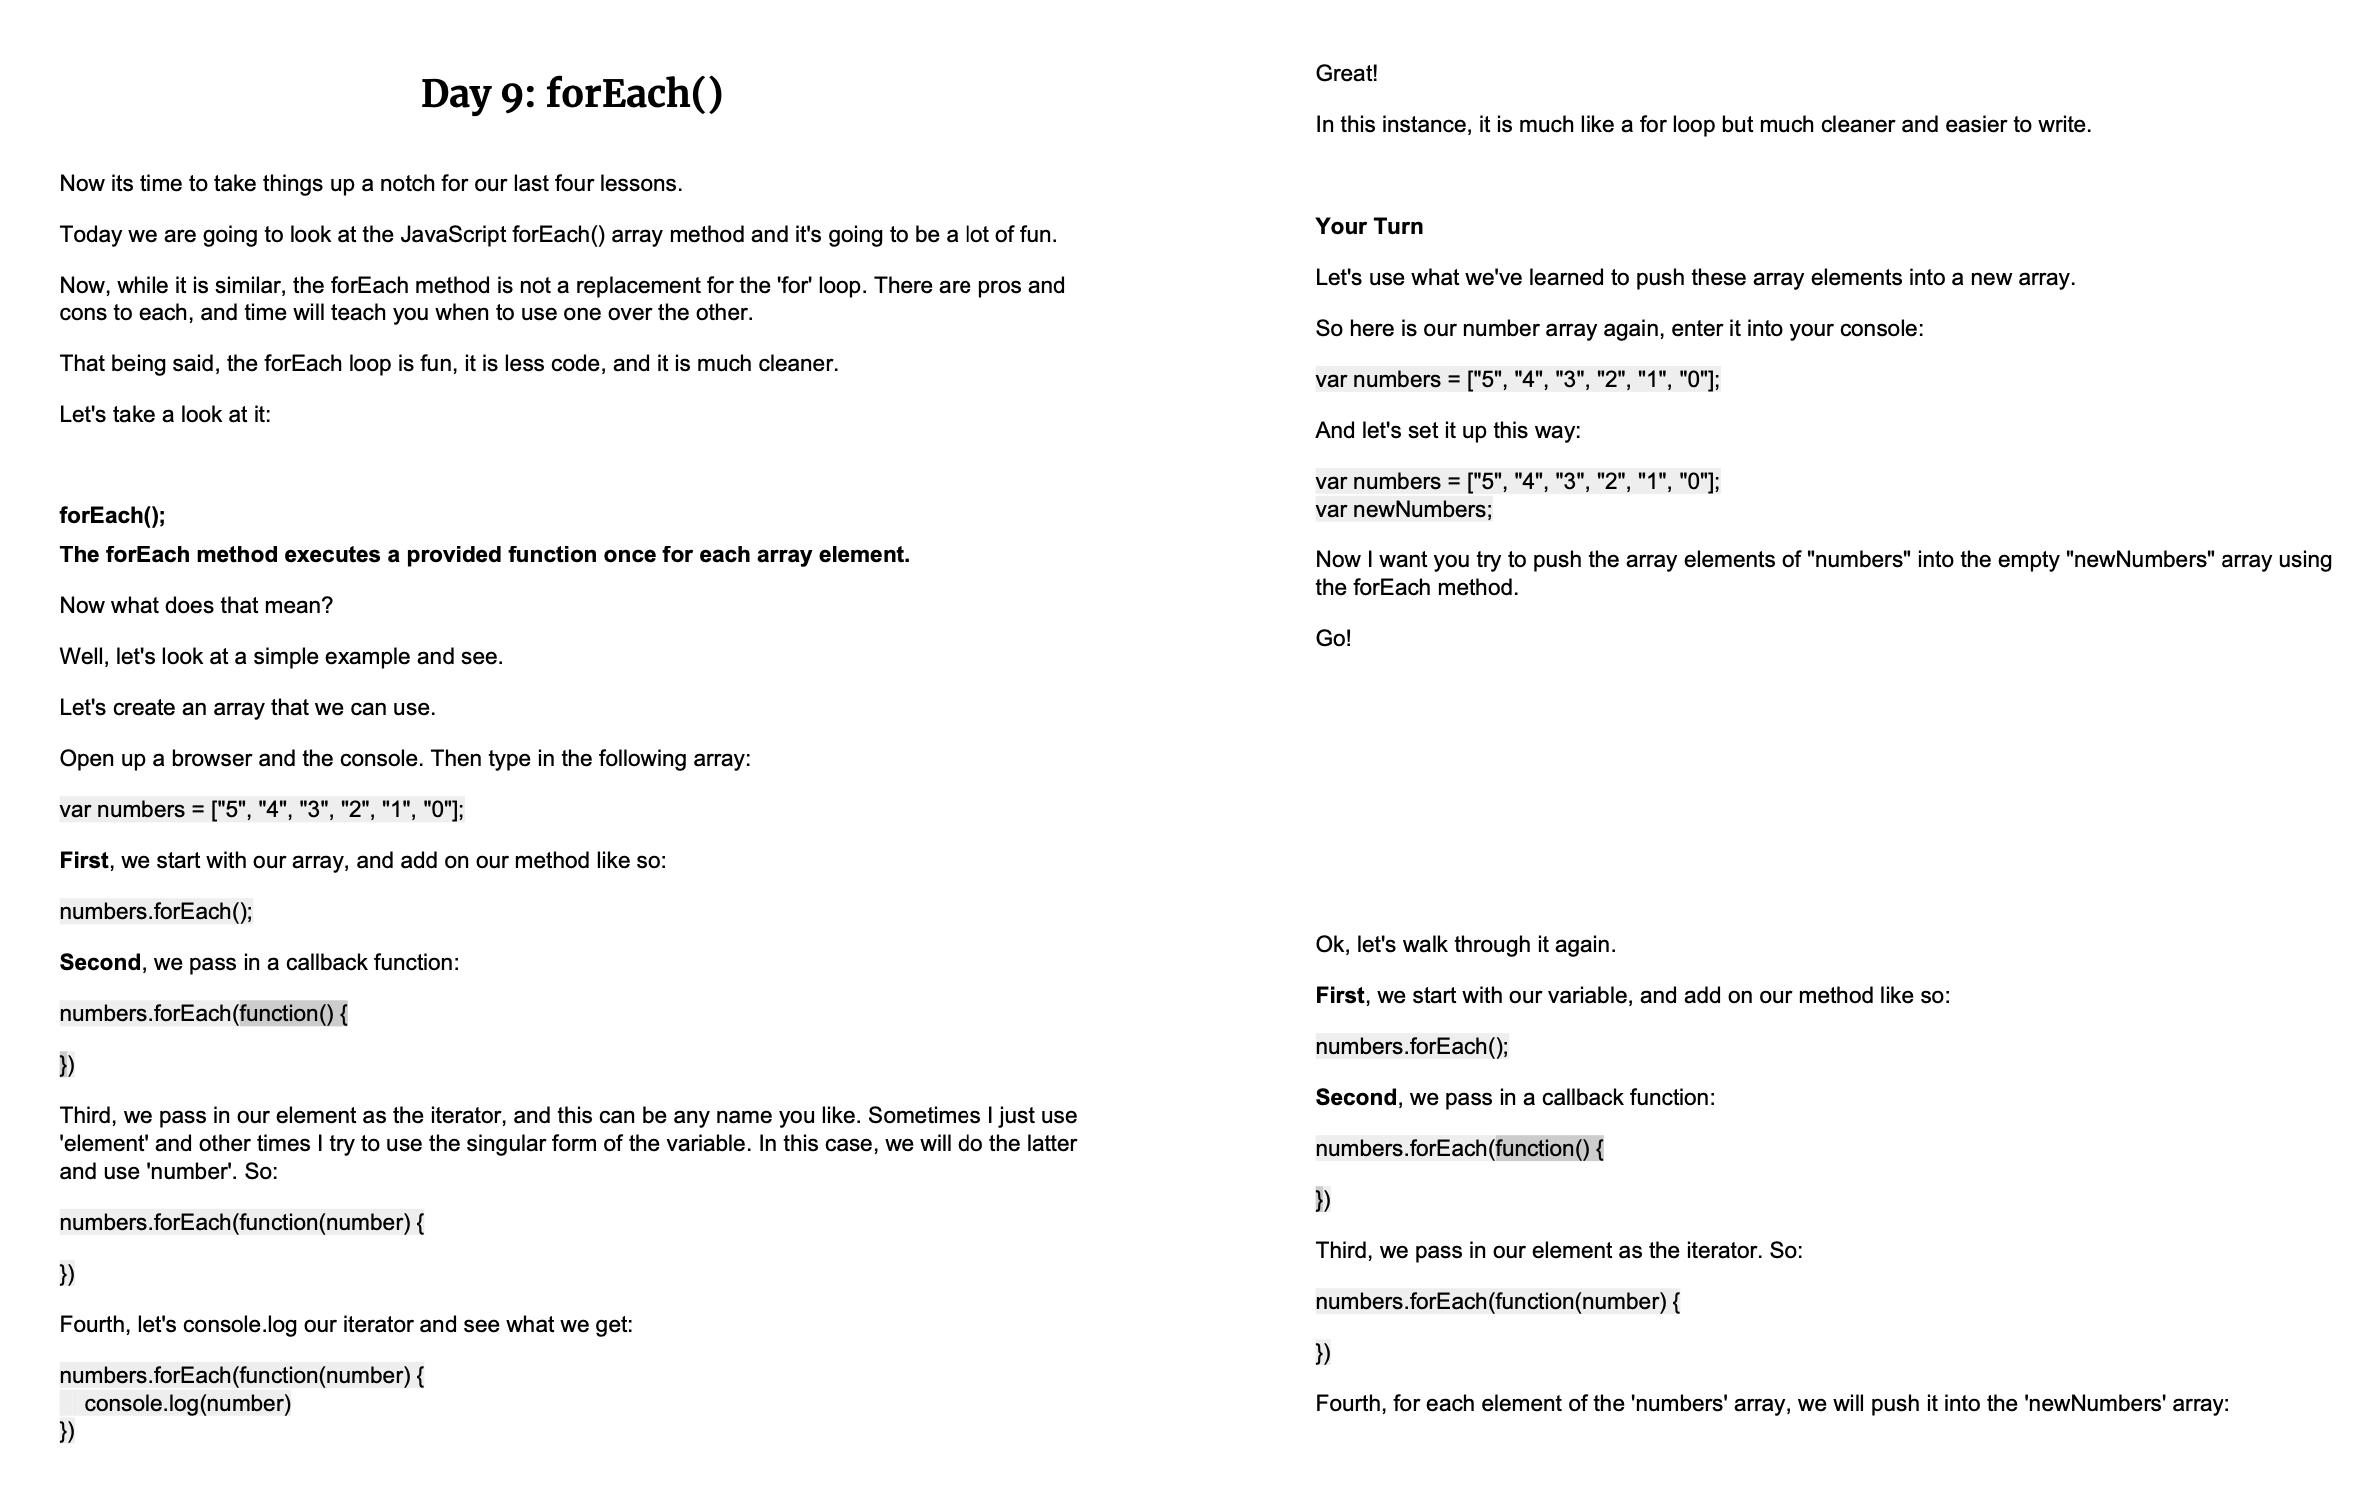 Day 9: forEach()
Now its time to take things up a notch for our last four lessons.
Today we are going to look at the JavaScript forEach() array method and it's going to be a lot of fun.
Now, while it is similar, the forEach method is not a replacement for the 'for' loop. There are pros and
cons to each, and time will teach you when to use one over the other.
That being said, the forEach loop is fun, it is less code, and it is much cleaner.
Let's take a look at it:
forEach();
The forEach method executes a provided function once for each array element.
Now what does that mean?
Well, let's look at a simple example and see.
Let's create an array that we can use.
Open up a browser and the console. Then type in the following array:
var numbers = ["5", "4", "3", "2", "1", "0"];
First, we start with our array, and add on our method like so:
numbers.forEach();
Second, we pass in a callback function:
numbers.forEach(function() {
})
Third, we pass in our element as the iterator, and this can be any name you like. Sometimes I just use
'element' and other times I try to use the singular form of the variable. In this case, we will do the latter
and use 'number'. So:
numbers.forEach(function(number) {
})
Fourth, let's console.log our iterator and see what we get:
numbers.forEach(function(number) {
    console.log(number)
})
Great!
In this instance, it is much like a for loop but much cleaner and easier to write.
Your Turn
Let's use what we've learned to push these array elements into a new array.
So here is our number array again, enter it into your console:
var numbers = ["5", "4", "3", "2", "1", "0"];
And let's set it up this way:
var numbers = ["5", "4", "3", "2", "1", "0"];
var newNumbers;
Now I want you try to push the array elements of "numbers" into the empty "newNumbers" array using
the forEach method.
Go!
Ok, let's walk through it again.
First, we start with our variable, and add on our method like so:
numbers.forEach();
Second, we pass in a callback function:
numbers.forEach(function() {
})
Third, we pass in our element as the iterator. So:
numbers.forEach(function(number) {
})
Fourth, for each element of the 'numbers' array, we will push it into the 'newNumbers' array: